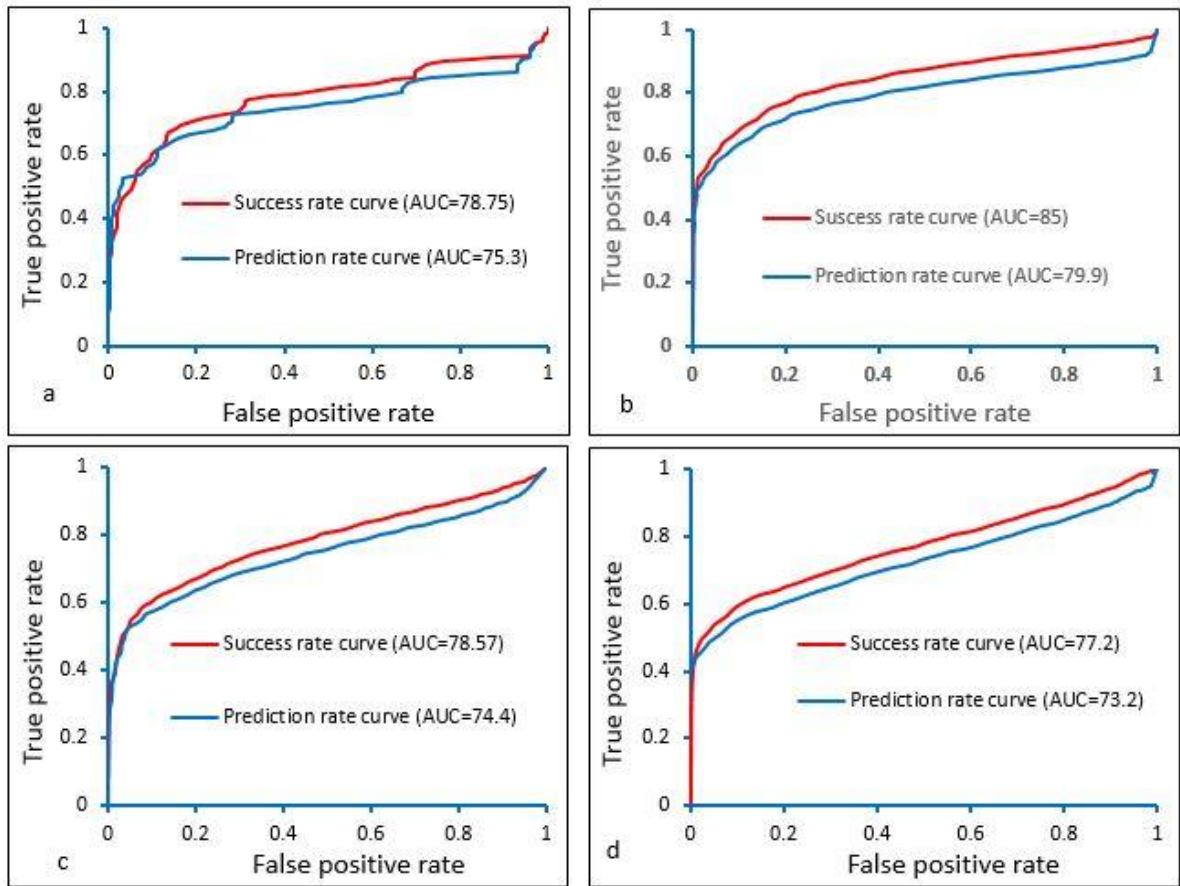 1
0.8
0.6
0.4
0.2
0
0
0.2
0.4
0.6
0.8
1
True positive rate
False positive rate
Success rate curve (AUC=78.75)
Prediction rate curve (AUC=75.3)
a
1
0.8
0.6
0.4
0.2
0
0
0.2
0.4
0.6
0.8
1
True positive rate
False positive rate
Suscess rate curve (AUC=85)
Prediction rate curve (AUC=79.9)
b
1
0.8
0.6
0.4
0.2
0
0
0.2
0.4
0.6
0.8
1
True positive rate
False positive rate
Success rate curve (AUC=78.57)
Prediction rate curve (AUC=74.4)
c
1
0.8
0.6
0.4
0.2
0
0
0.2
0.4
0.6
0.8
1
True positive rate
False positive rate
Success rate curve (AUC=77.2)
Prediction rate curve (AUC=73.2)
d